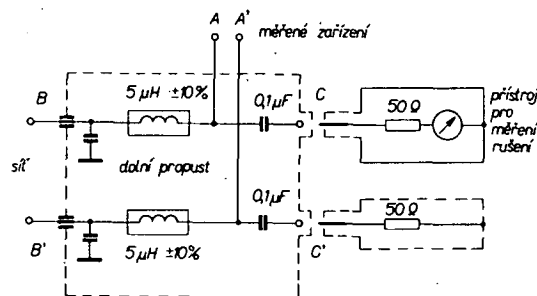 A A' měřené zařízení
B 5 µH ±10% 0,1 µF C 50 Ω přístroj
pro
měření
rušení
síť dolní propust
0,1 µF 50 Ω
B' 5 µH ±10% C'